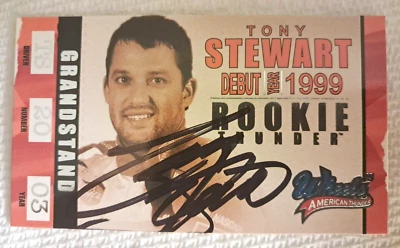 TONY
STEWART
DEBUT YEAR 1999
ROOKIE
THUNDER
GRANDSTAND
DRIVER
NUMBER 20
YEAR 03
Wheels
AMERICAN THUNDER